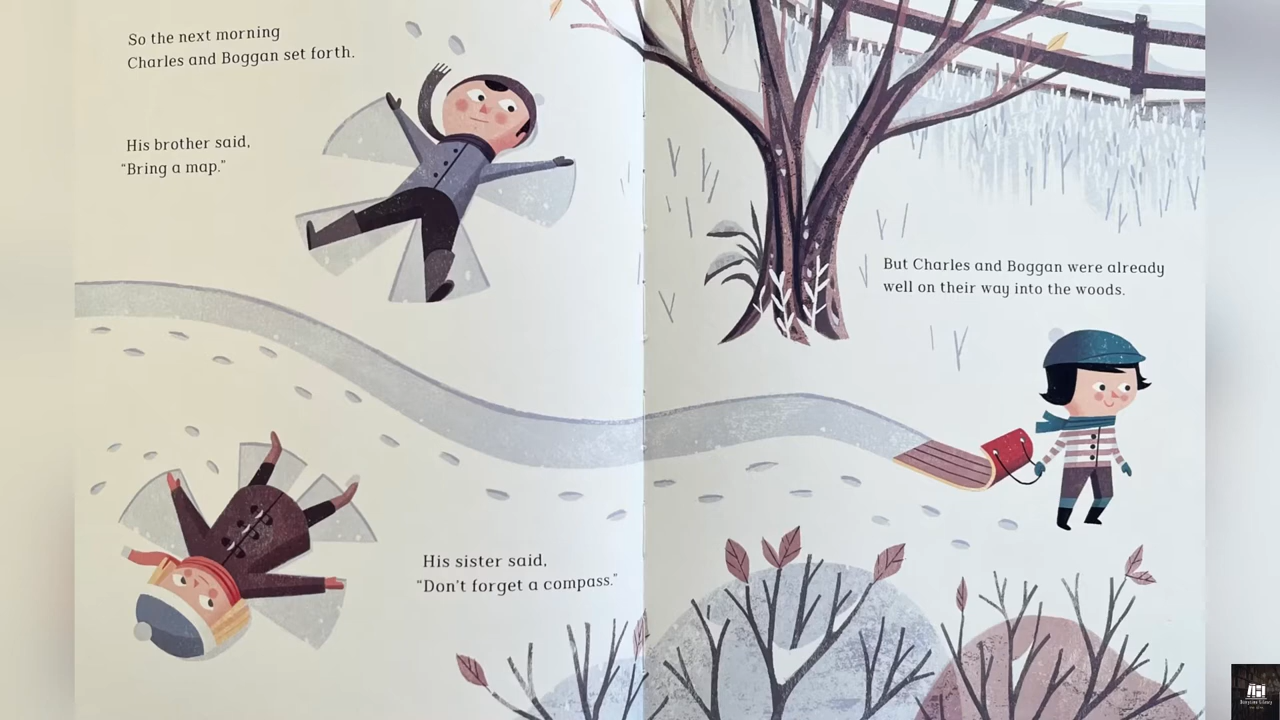 So the next morning
Charles and Boggan set forth.
His brother said,
“Bring a map.”
His sister said,
“Don’t forget a compass.”
But Charles and Boggan were already
well on their way into the woods.